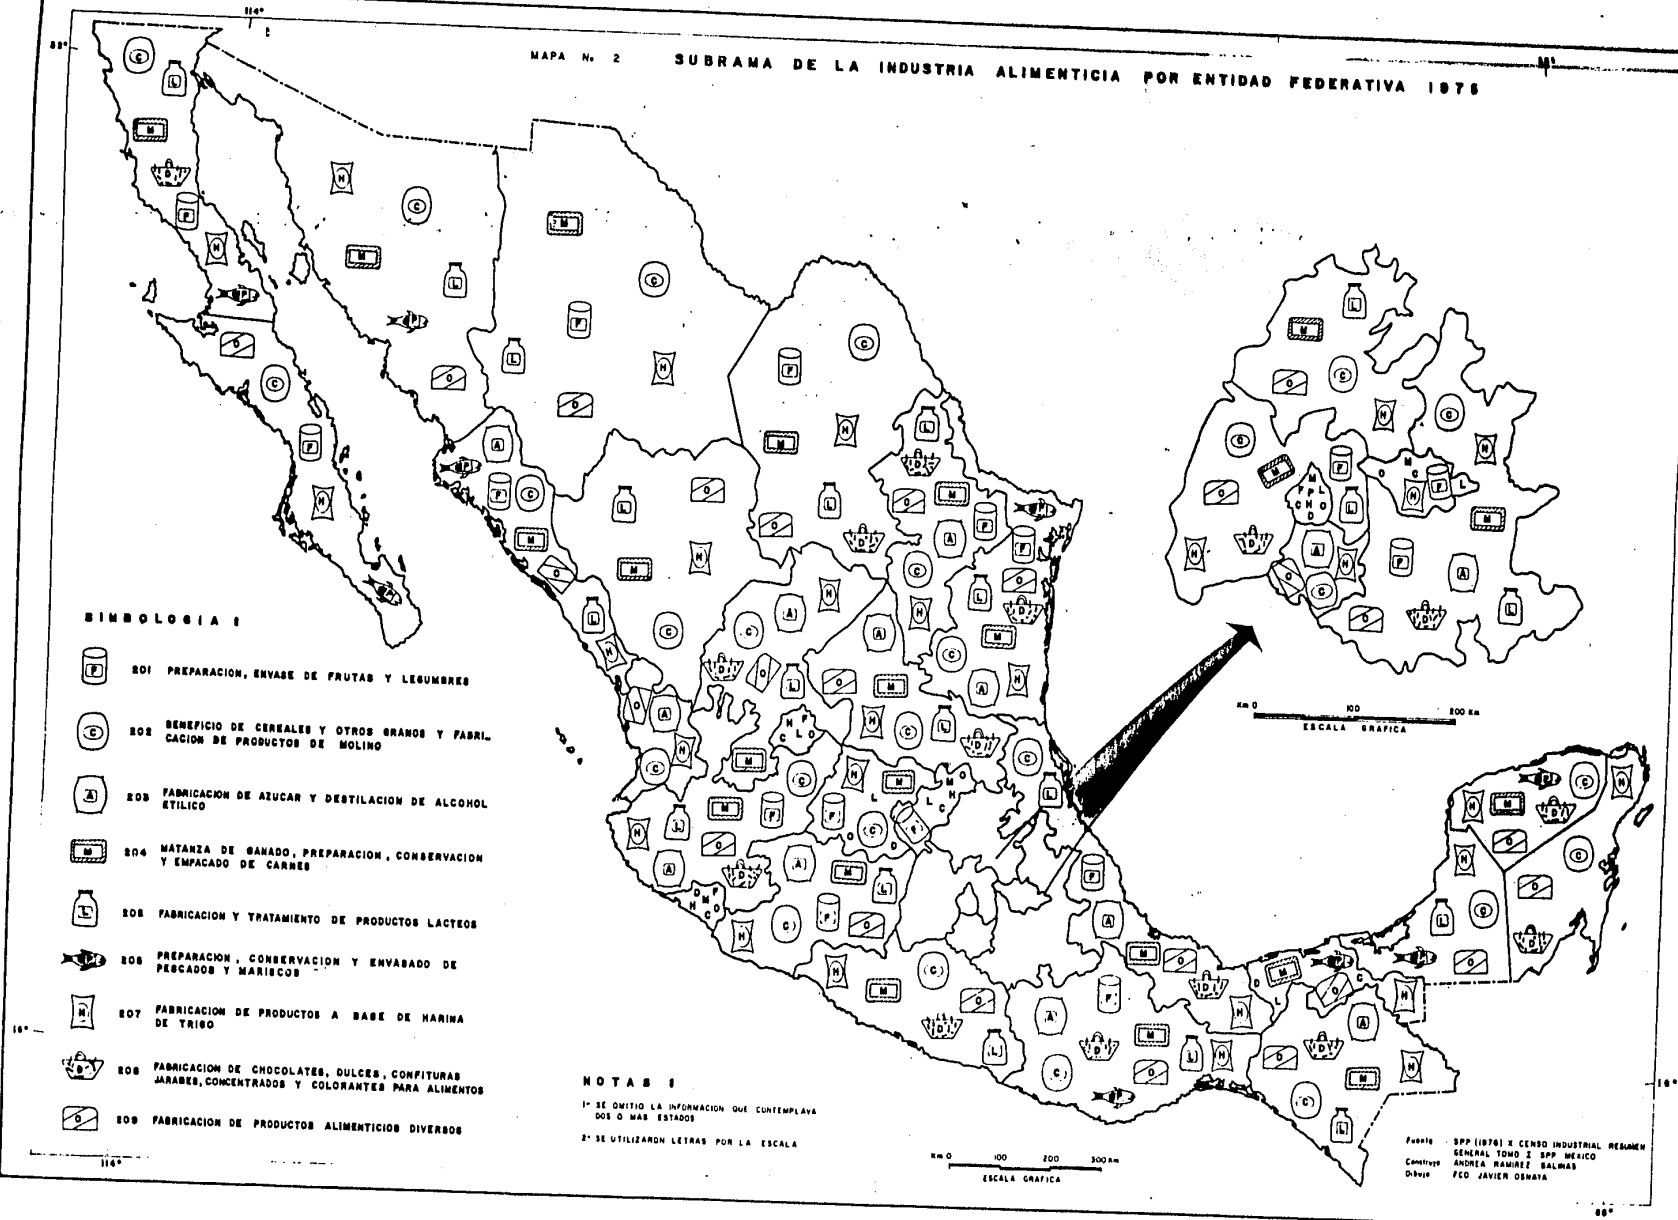 114°
MAPA No. 2 SUBRAMA DE LA INDUSTRIA ALIMENTICIA POR ENTIDAD FEDERATIVA 1975
SIMBOLOGIA :
201 PREPARACION, ENVASE DE FRUTAS Y LEGUMBRES
202 BENEFICIO DE CEREALES Y OTROS GRANOS Y FABRI-
CACION DE PRODUCTOS DE MOLINO
203 FABRICACION DE AZUCAR Y DESTILACION DE ALCOHOL
ETILICO
204 MATANZA DE GANADO, PREPARACION, CONSERVACION
Y EMPACADO DE CARNES
205 FABRICACION Y TRATAMIENTO DE PRODUCTOS LACTEOS
206 PREPARACION, CONSERVACION Y ENVASADO DE
PESCADOS Y MARISCOS
207 FABRICACION DE PRODUCTOS A BASE DE HARINA
DE TRIGO
208 FABRICACION DE CHOCOLATES, DULCES, CONFITURAS
JARABES, CONCENTRADOS Y COLORANTES PARA ALIMENTOS
209 FABRICACION DE PRODUCTOS ALIMENTICIOS DIVERSOS
114°
NOTAS :
1° SE OMITIO LA INFORMACION QUE CONTEMPLAVA
DOS O MAS ESTADOS
2° SE UTILIZARON LETRAS POR LA ESCALA
Km 0 100 200 Km
ESCALA GRAFICA
Km 0 100 200 300 Km
ESCALA GRAFICA
Fuente SPP (1976) X CENSO INDUSTRIAL RESUMEN
GENERAL TOMO I SPP MEXICO
Construyo ANDREA RAMIREZ SALINAS
Dibujo FCO JAVIER OSNAYA